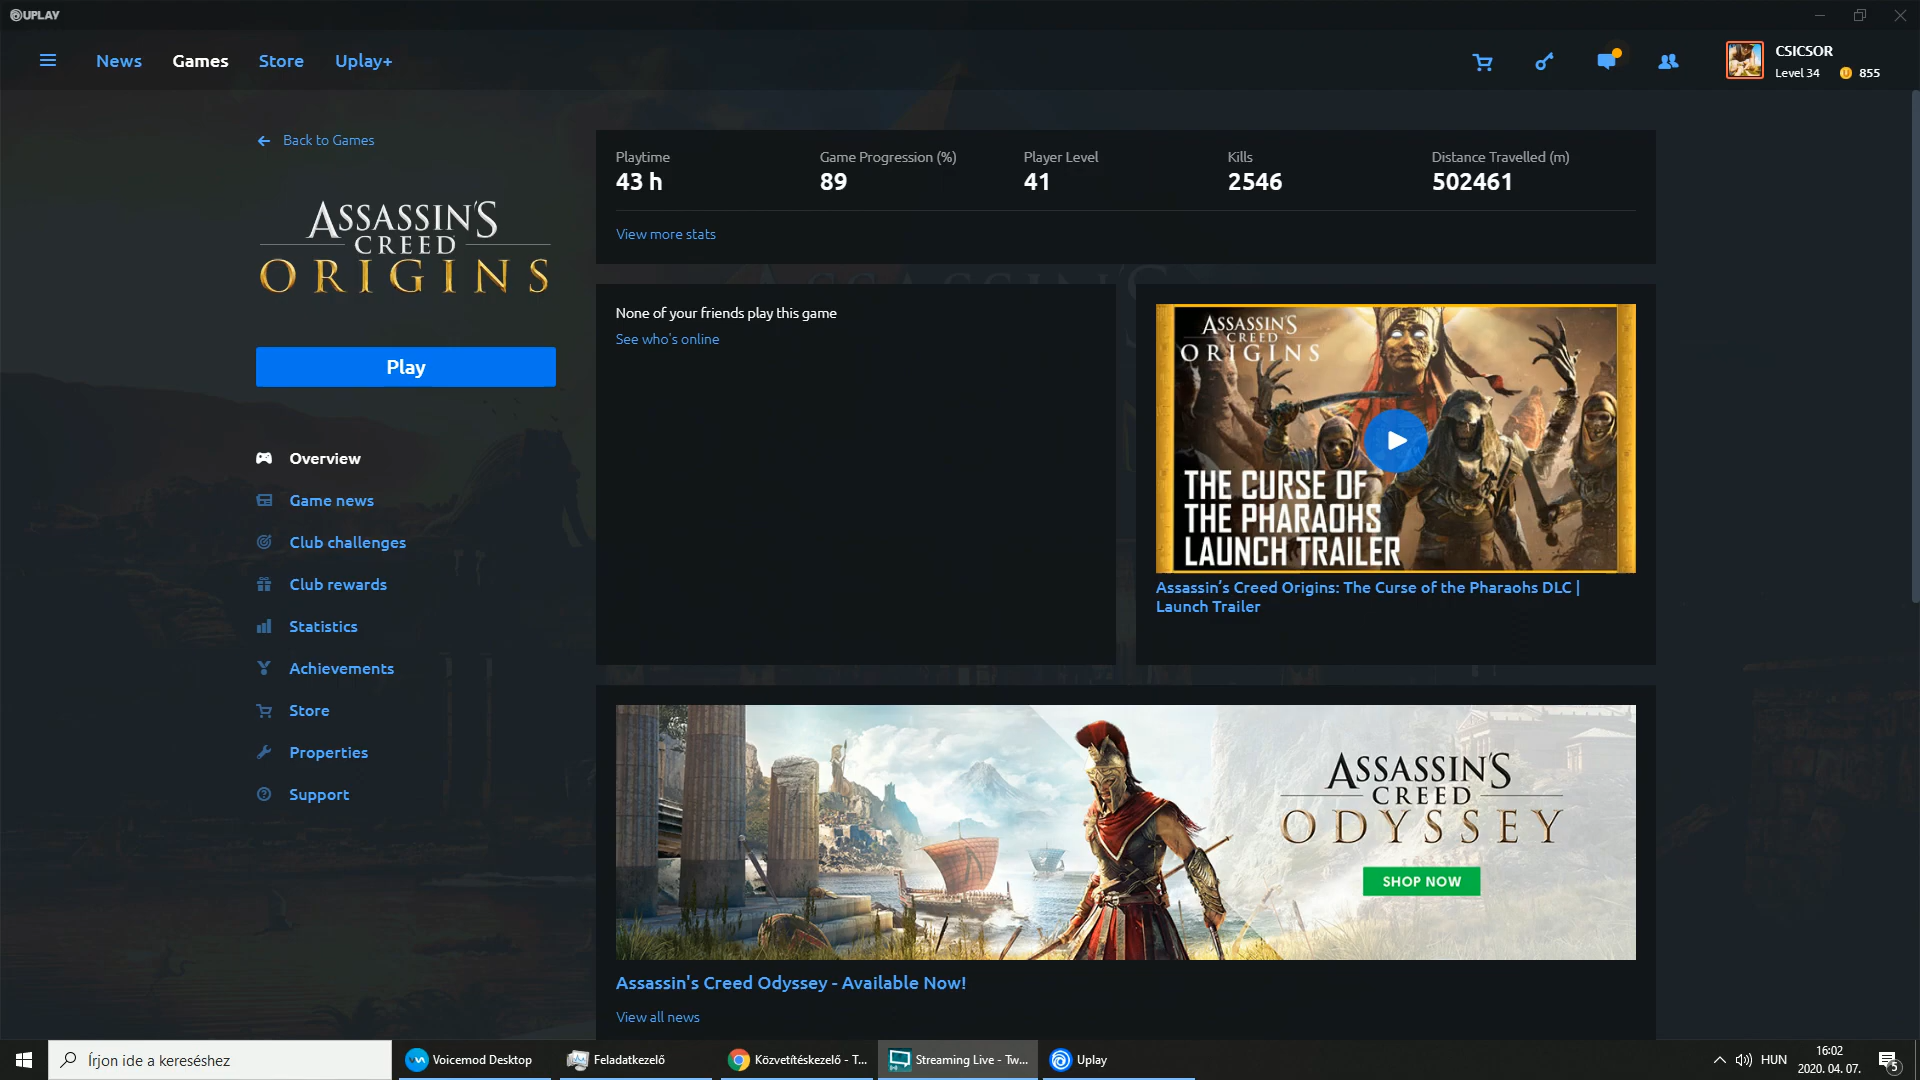 UPLAY
News Games Store Uplay+
CSICSOR
Level 34 855
Back to Games
ASSASSIN'S
CREED
ORIGINS
Play
Overview
Game news
Club challenges
Club rewards
Statistics
Achievements
Store
Properties
Support
Playtime Game Progression (%) Player Level Kills Distance Travelled (m)
43 h 89 41 2546 502461
View more stats
None of your friends play this game
See who's online
ASSASSIN'S
CREED
ORIGINS
THE CURSE OF
THE PHARAOHS
LAUNCH TRAILER
Assassin’s Creed Origins: The Curse of the Pharaohs DLC |
Launch Trailer
ASSASSIN'S
CREED
ODYSSEY
SHOP NOW
Assassin's Creed Odyssey - Available Now!
View all news
Írjon ide a kereséshez
Voicemod Desktop
Feladatkezelő
Közvetítéskezelő - T...
Streaming Live - Tw...
Uplay
HUN
16:02
2020. 04. 07.
5